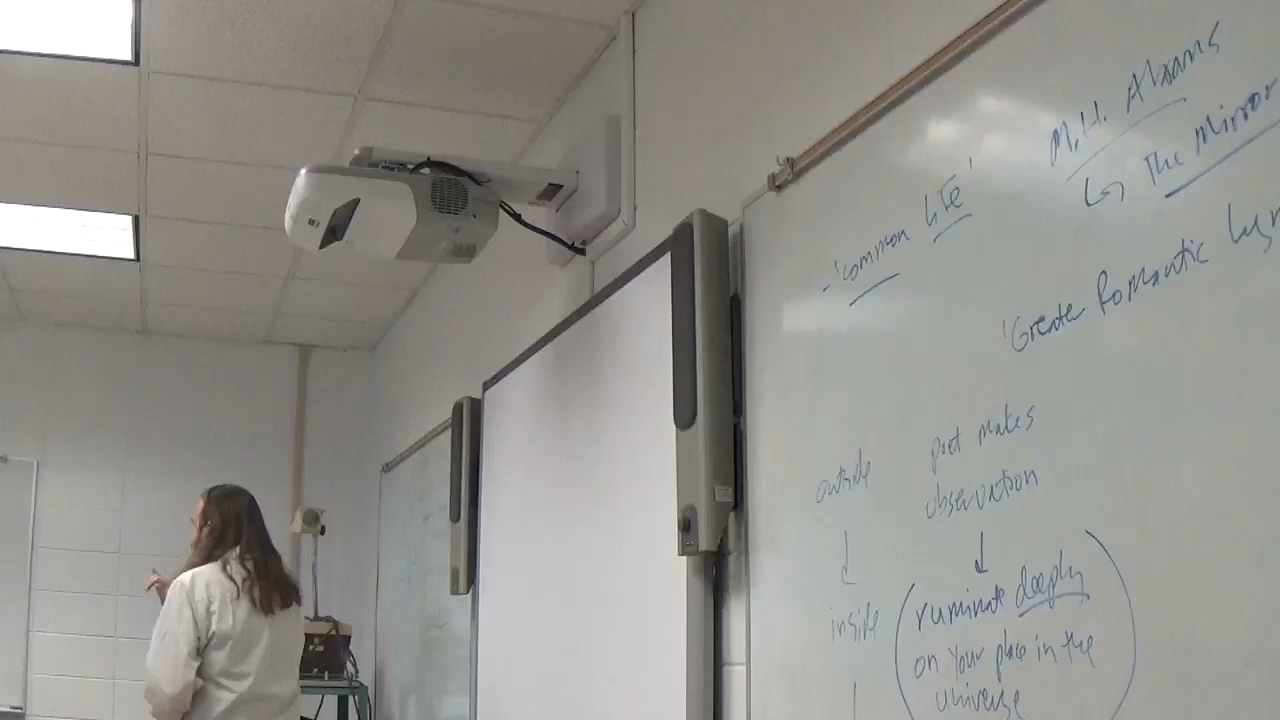 - 'common life'
M.H. Abrams
↳ The Mirror
'Greater Romantic Lyr
outside
↓
inside
poet makes
observation
↓
ruminate deeply
on your place in the
universe